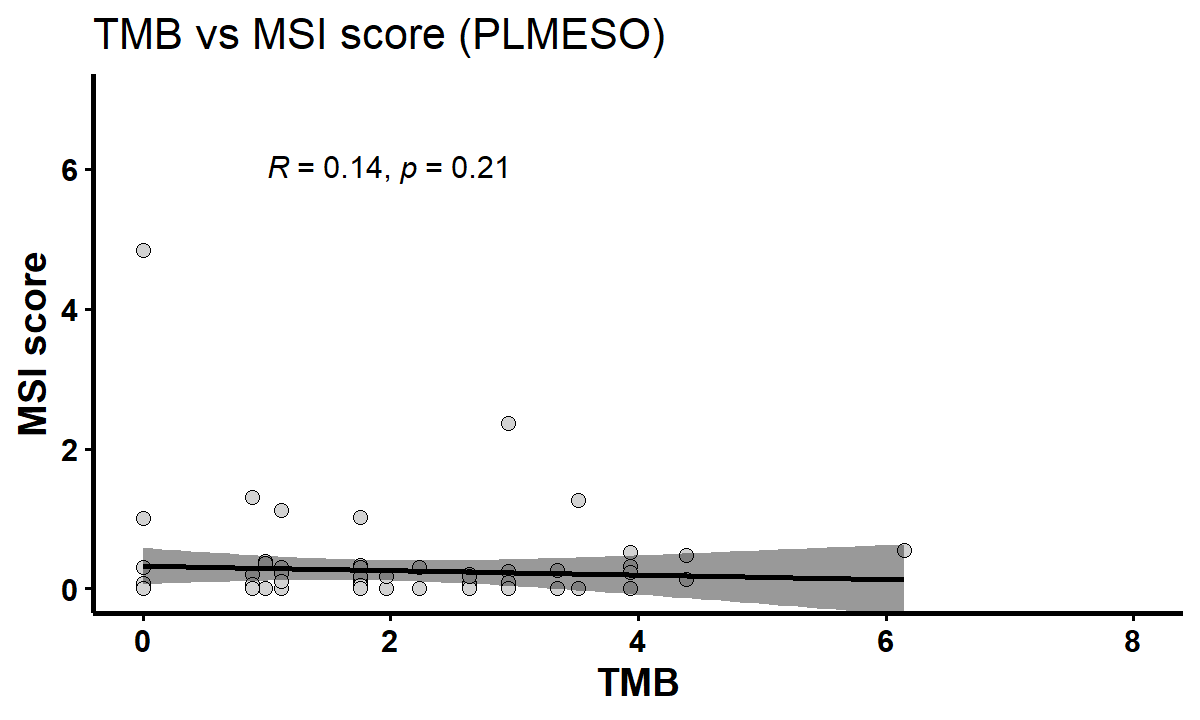 TMB vs MSI score (PLMESO)
R = 0.14, p = 0.21
MSI score
6
4
2
0
0 2 4 6 8
TMB